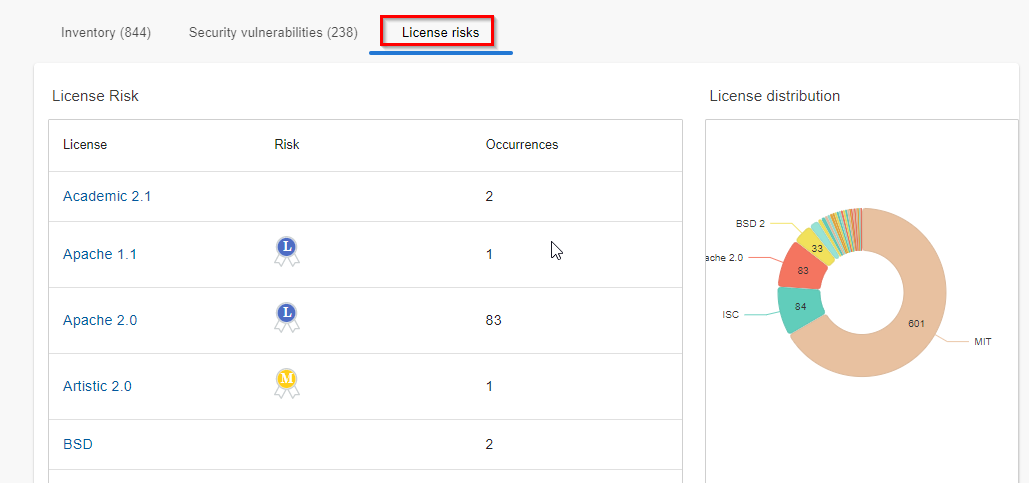 Inventory (844) Security vulnerabilities (238) License risks
License Risk
License Risk Occurrences
Academic 2.1 2
Apache 1.1 L 1
Apache 2.0 L 83
Artistic 2.0 M 1
BSD 2
License distribution
BSD 2
33
ache 2.0
83
84
ISC
601
MIT